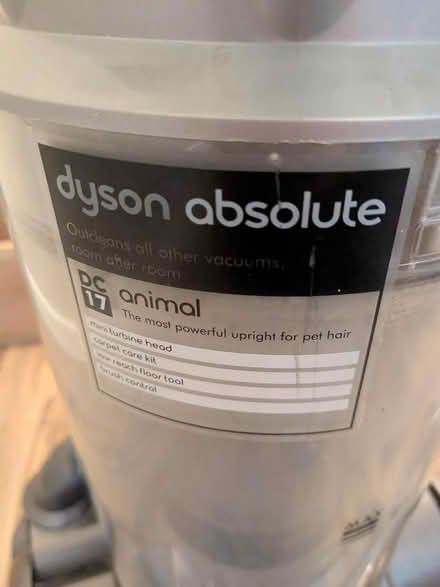 dyson absolute
Outcleans all other vacuums,
room after room
DC
17
animal
The most powerful upright for pet hair
mini turbine head
carpet care kit
low reach floor tool
brush control
MAX